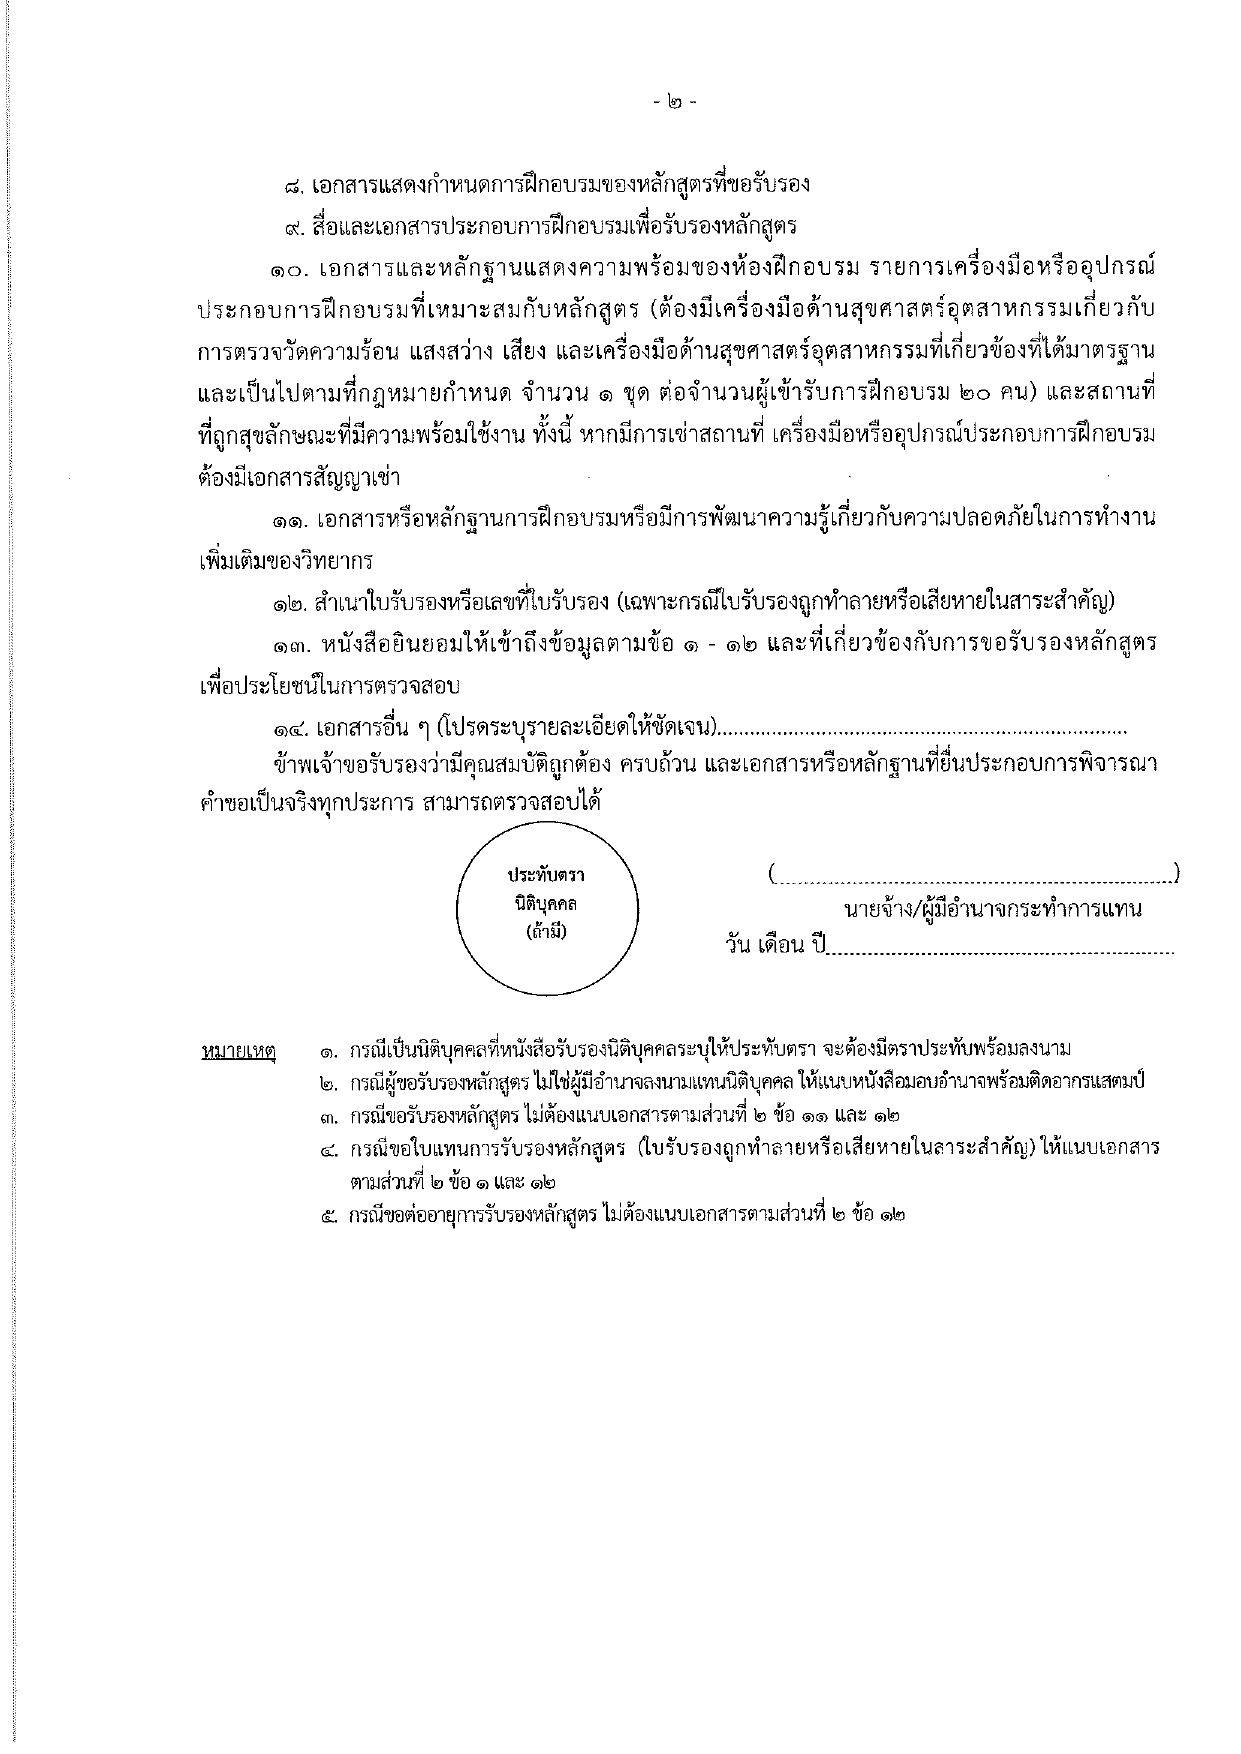 - ๒ -
๘. เอกสารแสดงกำหนดการฝึกอบรมของหลักสูตรที่ขอรับรอง
๙. สื่อและเอกสารประกอบการฝึกอบรมเพื่อรับรองหลักสูตร
๑๐. เอกสารและหลักฐานแสดงความพร้อมของห้องฝึกอบรม รายการเครื่องมือหรืออุปกรณ์
ประกอบการฝึกอบรมที่เหมาะสมกับหลักสูตร (ต้องมีเครื่องมือด้านสุขศาสตร์อุตสาหกรรมเกี่ยวกับ
การตรวจวัดความร้อน แสงสว่าง เสียง และเครื่องมือด้านสุขศาสตร์อุตสาหกรรมที่เกี่ยวข้องที่ได้มาตรฐาน
และเป็นไปตามที่กฎหมายกำหนด จำนวน ๑ ชุด ต่อจำนวนผู้เข้ารับการฝึกอบรม ๒๐ คน) และสถานที่
ที่ถูกสุขลักษณะที่มีความพร้อมใช้งาน ทั้งนี้ หากมีการเช่าสถานที่ เครื่องมือหรืออุปกรณ์ประกอบการฝึกอบรม
ต้องมีเอกสารสัญญาเช่า
๑๑. เอกสารหรือหลักฐานการฝึกอบรมหรือมีการพัฒนาความรู้เกี่ยวกับความปลอดภัยในการทำงาน
เพิ่มเติมของวิทยากร
๑๒. สำเนาใบรับรองหรือเลขที่ใบรับรอง (เฉพาะกรณีใบรับรองถูกทำลายหรือเสียหายในสาระสำคัญ)
๑๓. หนังสือยินยอมให้เข้าถึงข้อมูลตามข้อ ๑ - ๑๒ และที่เกี่ยวข้องกับการขอรับรองหลักสูตร
เพื่อประโยชน์ในการตรวจสอบ
๑๔. เอกสารอื่น ๆ (โปรดระบุรายละเอียดให้ชัดเจน)............................................................................
ข้าพเจ้าขอรับรองว่ามีคุณสมบัติถูกต้อง ครบถ้วน และเอกสารหรือหลักฐานที่ยื่นประกอบการพิจารณา
คำขอเป็นจริงทุกประการ สามารถตรวจสอบได้
ประทับตรา
นิติบุคคล
(ถ้ามี)
(............................................................................)
นายจ้าง/ผู้มีอำนาจกระทำการแทน
วัน เดือน ปี...................................................................
หมายเหตุ ๑. กรณีเป็นนิติบุคคลที่หนังสือรับรองนิติบุคคลระบุให้ประทับตรา จะต้องมีตราประทับพร้อมลงนาม
๒. กรณีผู้ขอรับรองหลักสูตร ไม่ใช่ผู้มีอำนาจลงนามแทนนิติบุคคล ให้แนบหนังสือมอบอำนาจพร้อมติดอากรแสตมป์
๓. กรณีขอรับรองหลักสูตร ไม่ต้องแนบเอกสารตามส่วนที่ ๒ ข้อ ๑๑ และ ๑๒
๔. กรณีขอใบแทนการรับรองหลักสูตร (ใบรับรองถูกทำลายหรือเสียหายในสาระสำคัญ) ให้แนบเอกสาร
ตามส่วนที่ ๒ ข้อ ๑ และ ๑๒
๕. กรณีขอต่ออายุการรับรองหลักสูตร ไม่ต้องแนบเอกสารตามส่วนที่ ๒ ข้อ ๑๒